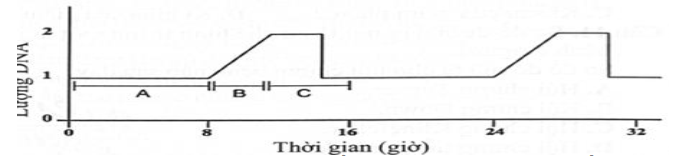 Lượng DNA
2
1
0
A B C
0 8 16 24 32
Thời gian (giờ)